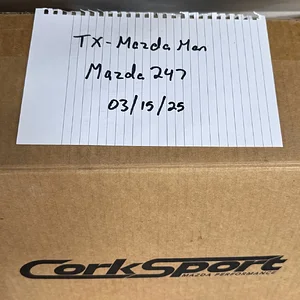 TX-Mazda Man
Mazda 247
03/15/25
CorkSport
MAZDA PERFORMANCE